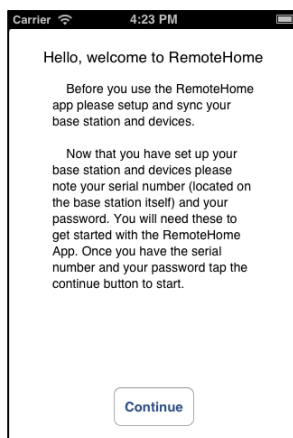 Carrier 4:23 PM
Hello, welcome to RemoteHome
Before you use the RemoteHome
app please setup and sync your
base station and devices.
Now that you have set up your
base station and devices please
note your serial number (located on
the base station itself) and your
password. You will need these to
get started with the RemoteHome
App. Once you have the serial
number and your password tap the
continue button to start.
Continue